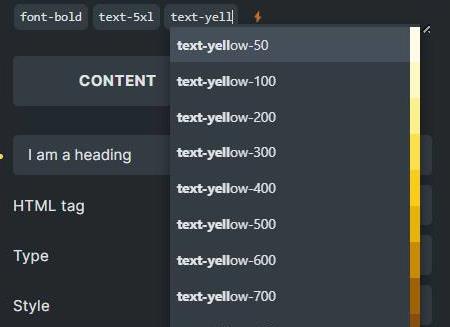 font-bold text-5xl text-yell
text-yellow-50
CONTENT
text-yellow-100
text-yellow-200
I am a heading
text-yellow-300
text-yellow-400
HTML tag
text-yellow-500
Type
text-yellow-600
text-yellow-700
Style